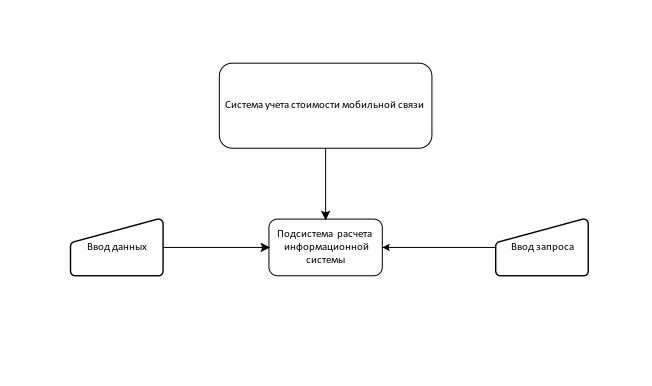 Система учета стоимости мобильной связи
Подсистема расчета
информационной
системы
Ввод данных
Ввод запроса